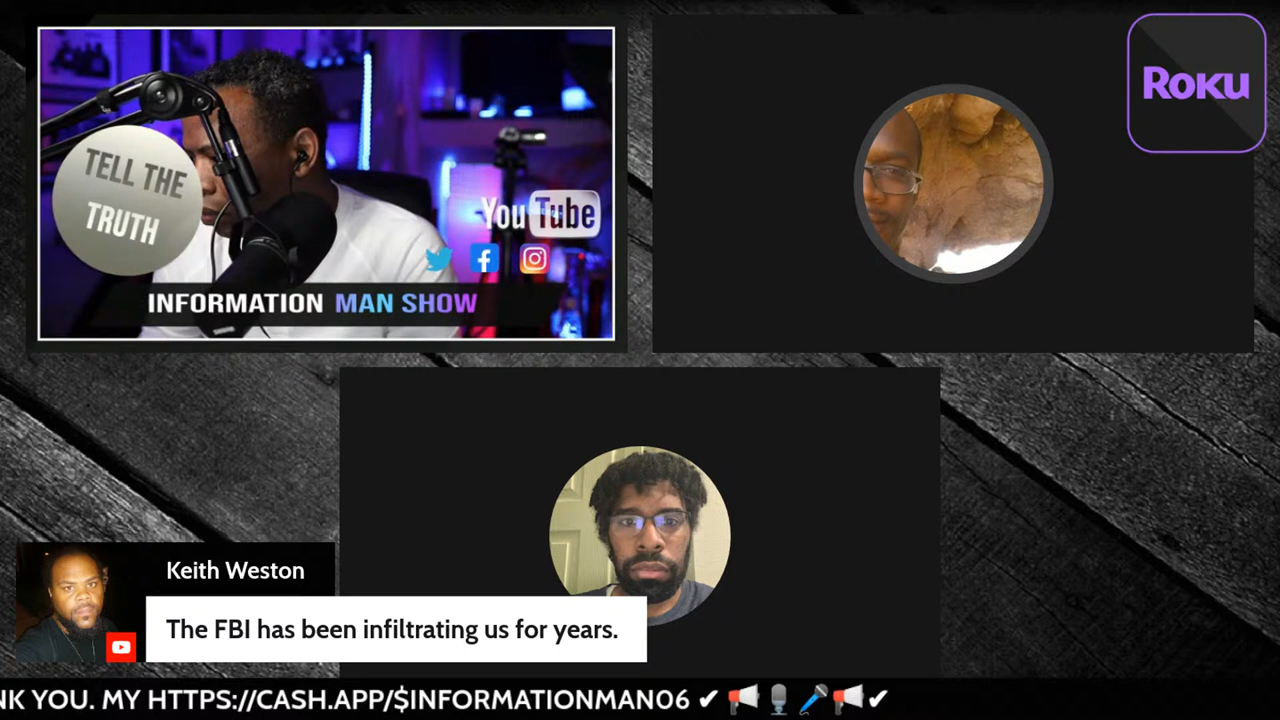 ROKU
TELL THE
TRUTH
YouTube
INFORMATION MAN SHOW
Keith Weston
The FBI has been infiltrating us for years.
NK YOU. MY HTTPS://CASH.APP/$INFORMATIONMAN06 ✔ 📢🎙️🎤📢✔